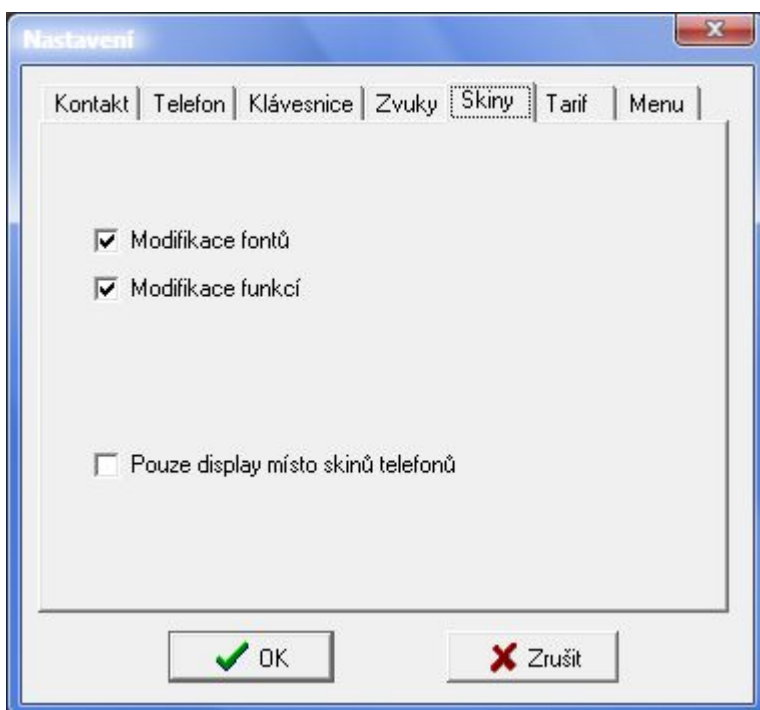 Nastavení
Kontakt Telefon Klávesnice Zvuky Skiny Tarif Menu
Modifikace fontů
Modifikace funkcí
Pouze display místo skinů telefonů
OK Zrušit